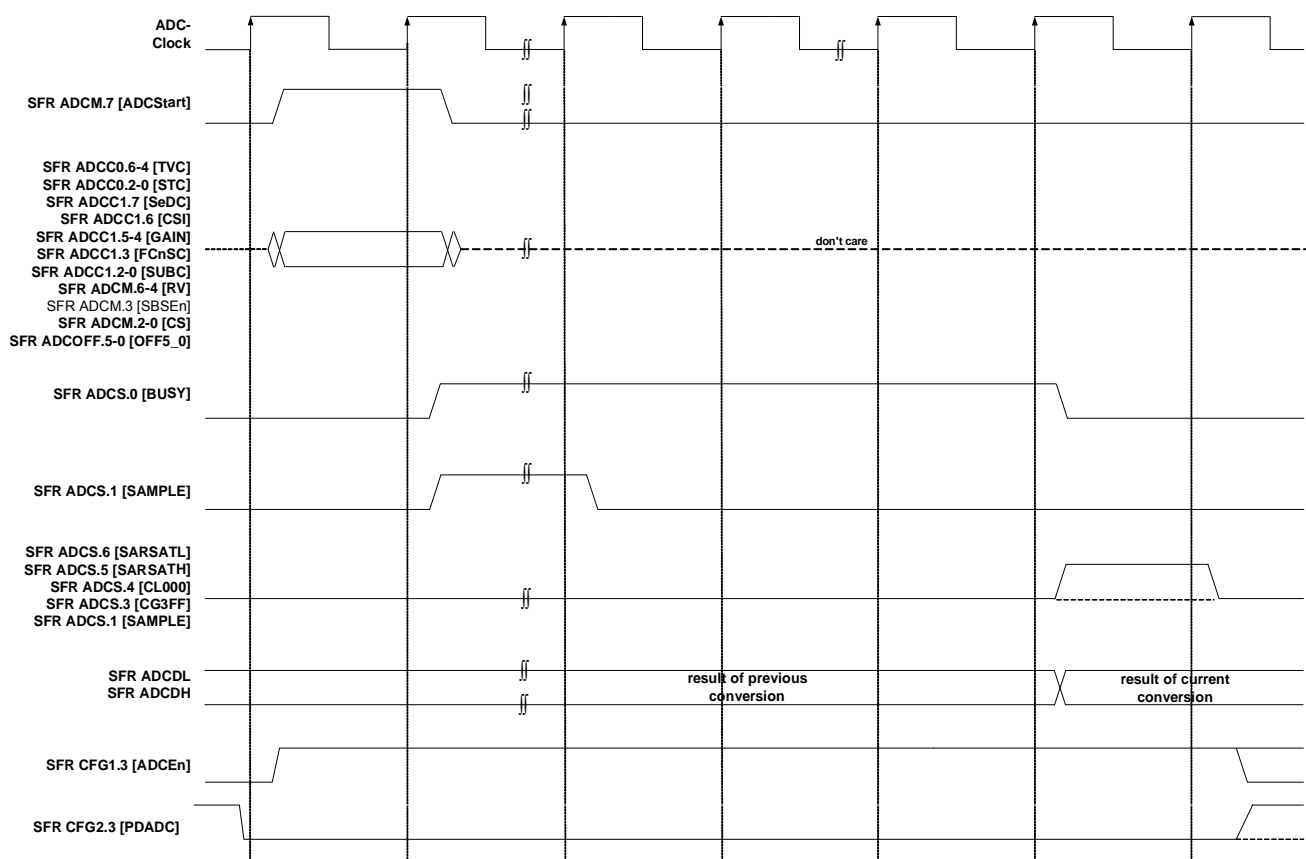 ADC-
Clock
SFR ADCM.7 [ADCStart]
SFR ADCC0.6-4 [TVC]
SFR ADCC0.2-0 [STC]
SFR ADCC1.7 [SeDC]
SFR ADCC1.6 [CSI]
SFR ADCC1.5-4 [GAIN]
SFR ADCC1.3 [FCnSC]
SFR ADCC1.2-0 [SUBC]
SFR ADCM.6-4 [RV]
SFR ADCM.3 [SBSEn]
SFR ADCM.2-0 [CS]
SFR ADCOFF.5-0 [OFF5_0]
don't care
SFR ADCS.0 [BUSY]
SFR ADCS.1 [SAMPLE]
SFR ADCS.6 [SARSATL]
SFR ADCS.5 [SARSATH]
SFR ADCS.4 [CL000]
SFR ADCS.3 [CG3FF]
SFR ADCS.1 [SAMPLE]
SFR ADCDL
SFR ADCDH
result of previous
conversion
result of current
conversion
SFR CFG1.3 [ADCEn]
SFR CFG2.3 [PDADC]